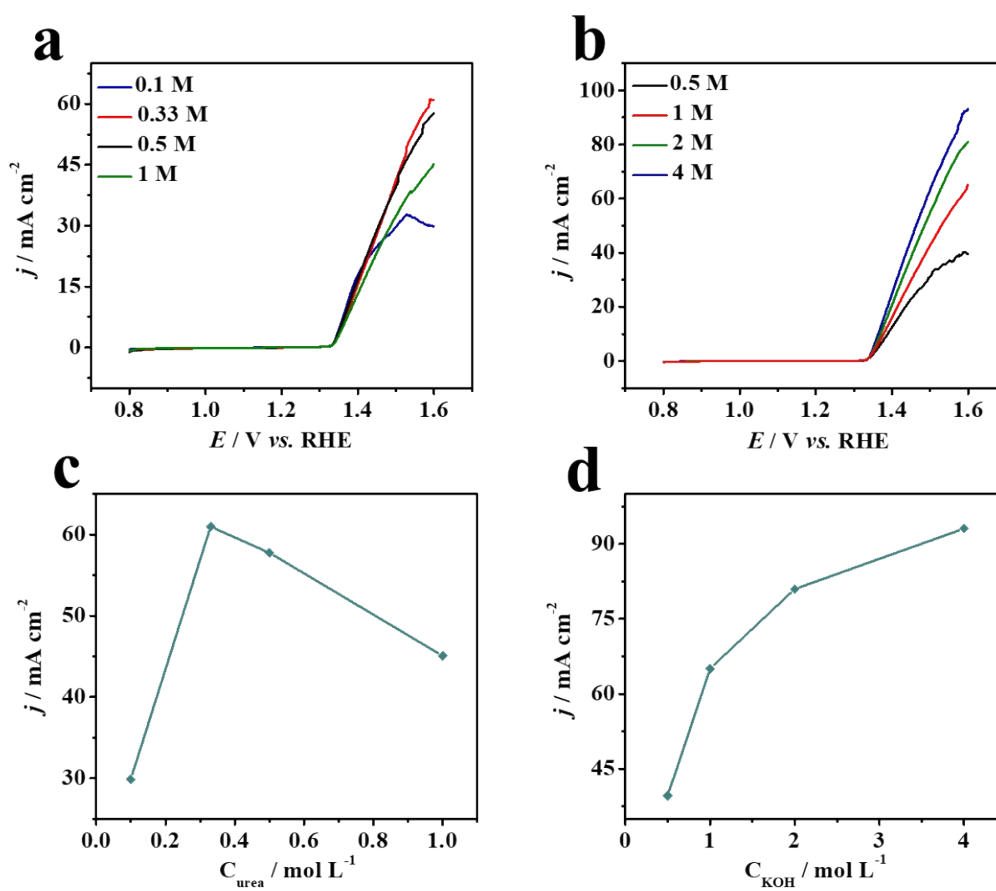 a
0.1 M
0.33 M
0.5 M
1 M
60
45
30
15
0
j / mA cm⁻²
0.8 1.0 1.2 1.4 1.6
E / V vs. RHE
b
0.5 M
1 M
2 M
4 M
100
80
60
40
20
0
j / mA cm⁻²
0.8 1.0 1.2 1.4 1.6
E / V vs. RHE
c
60
50
40
30
j / mA cm⁻²
0.0 0.2 0.4 0.6 0.8 1.0
C_urea / mol L⁻¹
d
90
75
60
45
j / mA cm⁻²
0 1 2 3 4
C_KOH / mol L⁻¹